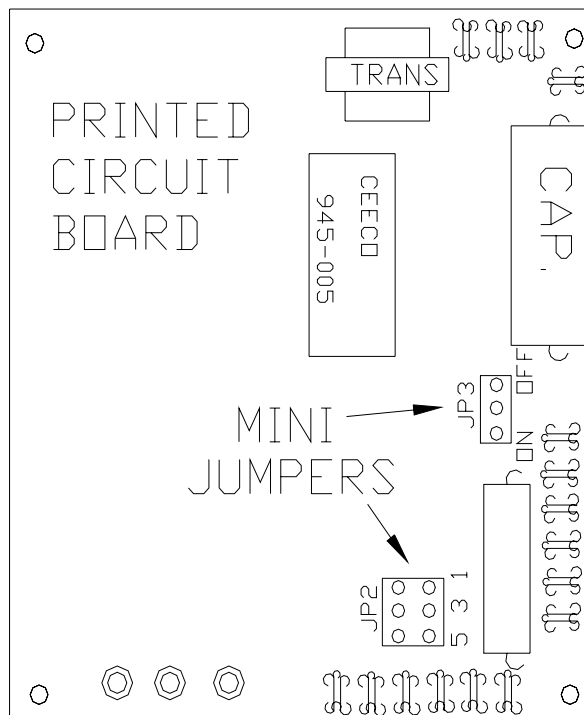 TRANS
PRINTED
CIRCUIT
BOARD
CEECO
945-005
CAP.
OFF
JP3
ON
MINI
JUMPERS
JP2
1
3
5